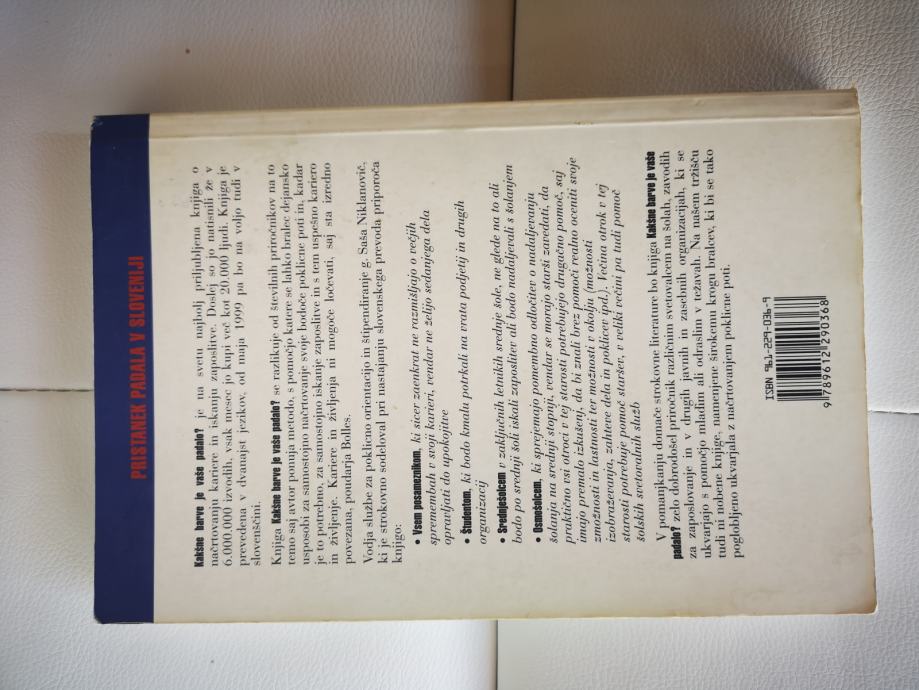 PRISTANEK PADALA V SLOVENIJI
Kakšne barve je vaše padalo? je na svetu najbolj priljubljena knjiga o
načrtovanju kariere in iskanju zaposlitve. Doslej so jo natisnili že v
6.000.000 izvodih, vsak mesec jo kupi več kot 20.000 ljudi. Knjiga je
prevedena v dvanajst jezikov, od maja 1999 pa bo na voljo tudi v
slovenščini.
Knjiga Kakšne barve je vaše padalo? se razlikuje od številnih priročnikov na to
temo saj avtor ponuja metodo, s pomočjo katere se lahko bralec dejansko
usposobi za samostojno načrtovanje svoje bodoče poklicne poti in, kadar
je to potrebno, za samostojno iskanje zaposlitve in s tem uspešno kariero
in življenje. Kariere in življenja ni mogoče ločevati, saj sta izredno
povezana, poudarja Bolles.
Vodja službe za poklicno orientacijo in štipendiranje g. Saša Niklanovič,
ki je strokovno sodeloval pri nastajanju slovenskega prevoda priporoča
knjigo:
• Vsem posameznikom, ki sicer zaenkrat ne razmišljajo o večjih
spremembah v svoji karieri, vendar ne želijo sedanjega dela
opravljati do upokojitve
• Študentom, ki bodo kmalu potrkali na vrata podjetij in drugih
organizacij
• Srednješolcem v zaključnih letnikih srednje šole, ne glede na to ali
bodo po srednji šoli iskali zaposlitev ali bodo nadaljevali s šolanjem
• Osmošolcem, ki sprejemajo pomembno odločitev o nadaljevanju
šolanja na srednji stopnji, vendar se morajo starši zavedati, da
praktično vsi otroci v tej starosti potrebujejo drugačno pomoč, saj
imajo premalo izkušenj, da bi znali brez pomoči realno oceniti svoje
zmožnosti in lastnosti ter možnosti v okolju (možnosti
izobraževanja, zahteve dela in poklicev ipd.). Večina otrok v tej
starosti potrebuje pomoč staršev, v veliki večini pa tudi pomoč
šolskih svetovalnih služb
V pomanjkanju domače strokovne literature bo knjiga Kakšne barve je vaše
padalo? zelo dobrodošel priročnik različnim svetovalcem na šolah, zavodih
za zaposlovanje in v drugih javnih in zasebnih organizacijah, ki se
ukvarjajo s pomočjo mladim ali odraslim v težavah. Na našem tržišču
tudi ni nobene knjige, namenjene širokemu krogu bralcev, ki bi se tako
poglobljeno ukvarjala z načrtovanjem poklicne poti.
ISBN 961-229-036-9
9 789612 290368